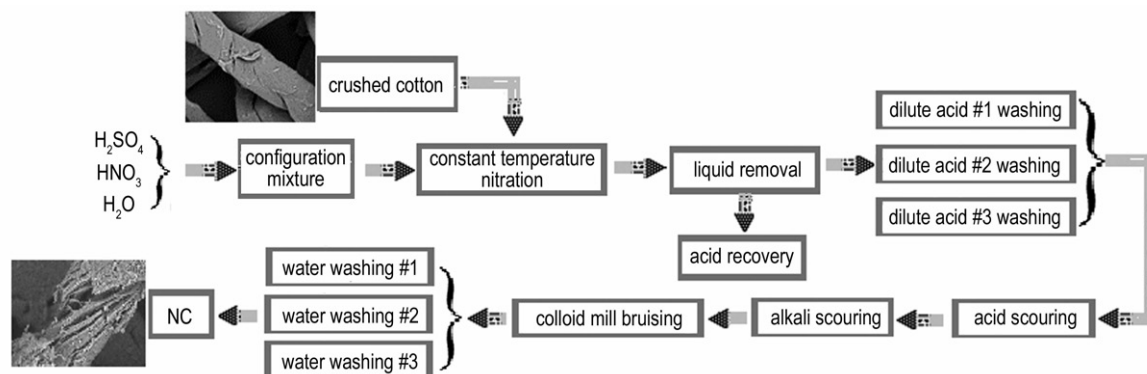 crushed cotton
H₂SO₄
HNO₃
H₂O
configuration
mixture
constant temperature
nitration
liquid removal
acid recovery
dilute acid #1 washing
dilute acid #2 washing
dilute acid #3 washing
acid scouring
alkali scouring
colloid mill bruising
water washing #1
water washing #2
water washing #3
NC